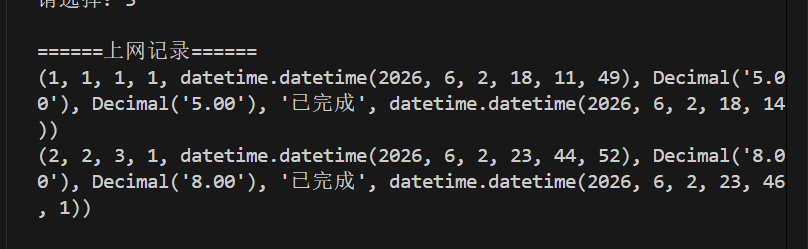 请选择：3
======上网记录======
(1, 1, 1, 1, datetime.datetime(2026, 6, 2, 18, 11, 49), Decimal('5.0
0'), Decimal('5.00'), '已完成', datetime.datetime(2026, 6, 2, 18, 14
))
(2, 2, 3, 1, datetime.datetime(2026, 6, 2, 23, 44, 52), Decimal('8.0
0'), Decimal('8.00'), '已完成', datetime.datetime(2026, 6, 2, 23, 46
, 1))